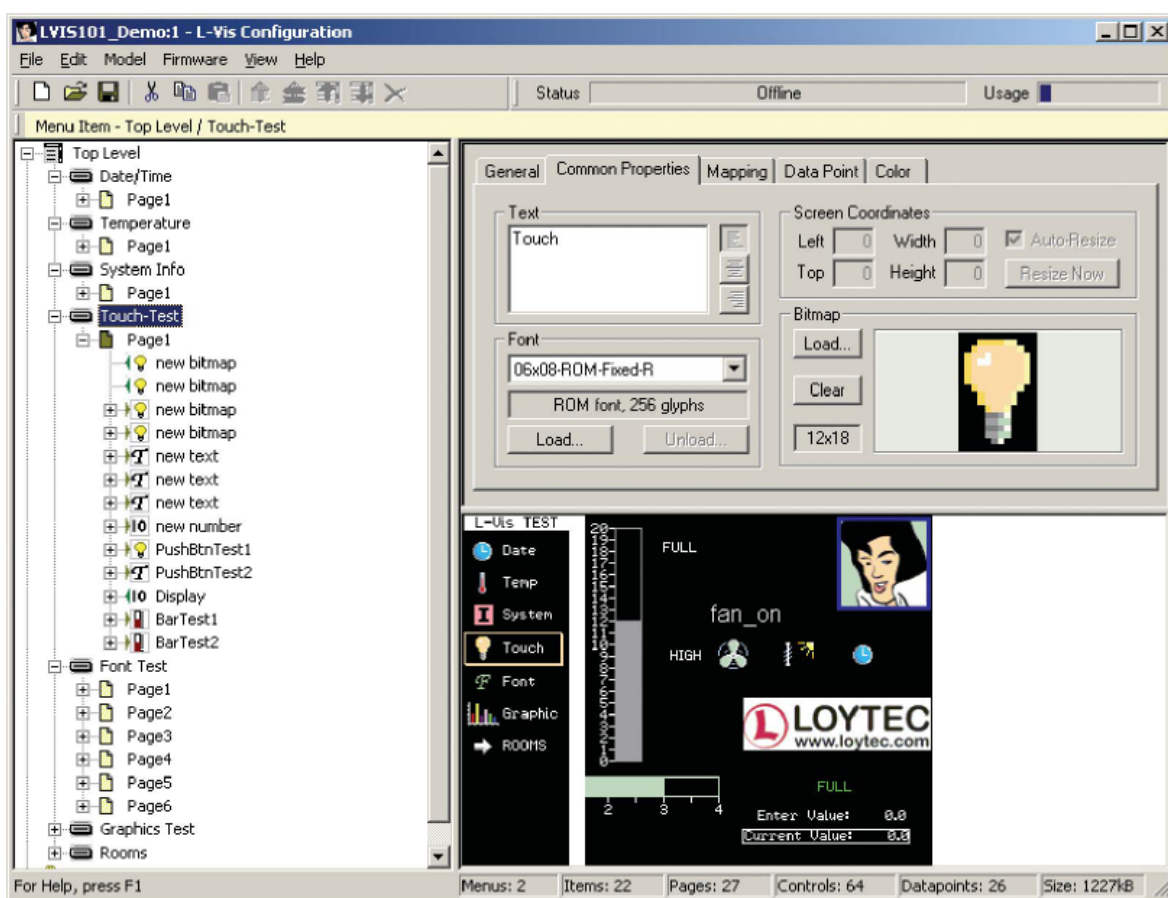 LVIS101_Demo:1 - L-Vis Configuration
File Edit Model Firmware View Help
Status Offline Usage
Menu Item - Top Level / Touch-Test
Top Level
Date/Time
Page1
Temperature
Page1
System Info
Page1
Touch-Test
Page1
new bitmap
new bitmap
new bitmap
new bitmap
new text
new text
new text
new number
PushBtnTest1
PushBtnTest2
Display
BarTest1
BarTest2
Font Test
Page1
Page2
Page3
Page4
Page5
Page6
Graphics Test
Rooms
General Common Properties Mapping Data Point Color
Text
Touch
Font
06x08-ROM-Fixed-R
ROM font, 256 glyphs
Load... Unload...
Screen Coordinates
Left 0 Width 0 Auto-Resize
Top 0 Height 0 Resize Now
Bitmap
Load...
Clear
12x18
L-Vis TEST
Date
Temp
System
Touch
Font
Graphic
ROOMS
20
19
18
17
16
15
14
13
12
11
10
9
8
7
6
5
4
3
2
1
0
FULL
fan_on
HIGH
LOYTEC
www.loytec.com
2 3 4
FULL
Enter Value: 0.0
Current Value: 0.0
For Help, press F1
Menus: 2 Items: 22 Pages: 27 Controls: 64 Datapoints: 26 Size: 1227kB